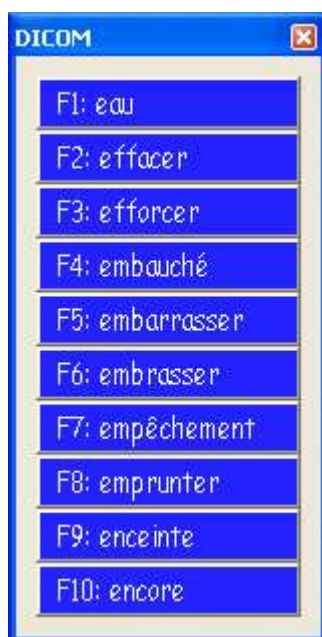 DICOM
F1: eau
F2: effacer
F3: efforcer
F4: embauché
F5: embarrasser
F6: embrasser
F7: empêchement
F8: emprunter
F9: enceinte
F10: encore